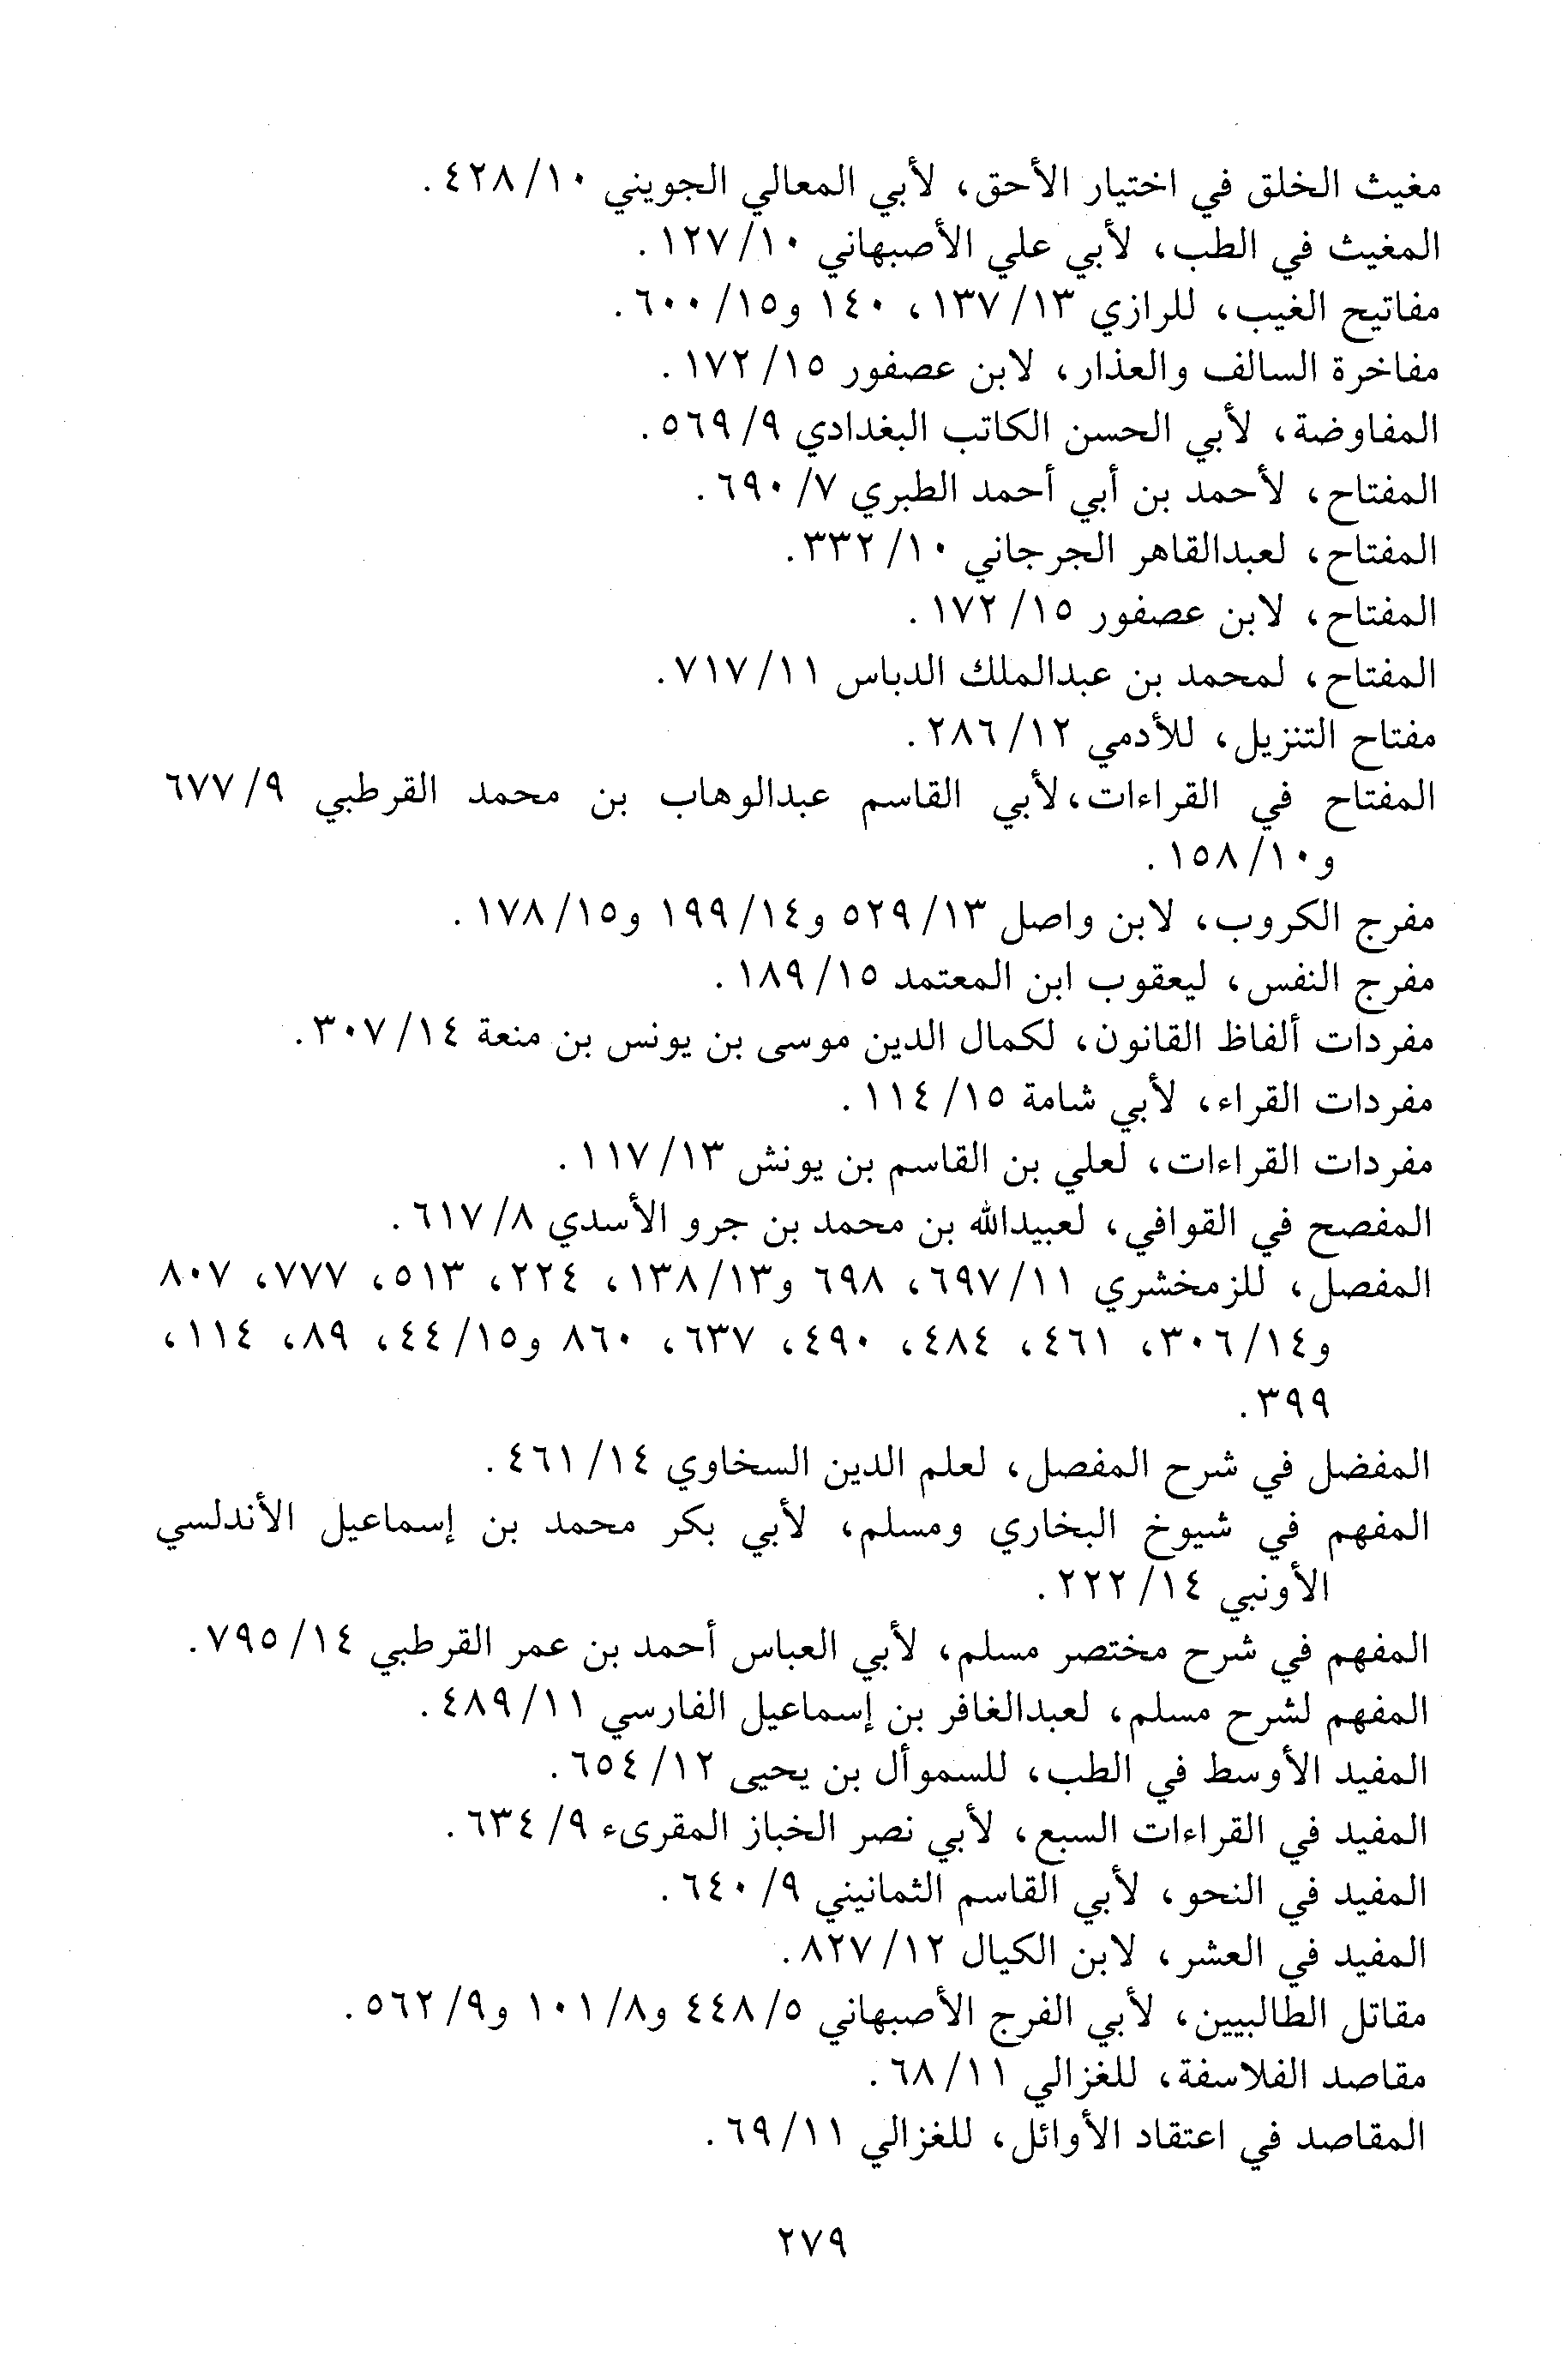 مغيث الخلق في اختيار الأحق، لأبي المعالي الجويني ١٠/ ٤٢٨.
المغيث في الطب، لأبي علي الأصبهاني ١٠/ ١٢٧.
مفاتيح الغيب، للرازي ١٣/ ١٣٧، ١٤٠ و١٥/ ٦٠٠.
مفاخرة السالف والعذار، لابن عصفور ١٥/ ١٧٢.
المفاوضة، لأبي الحسن الكاتب البغدادي ٩/ ٥٦٩.
المفتاح، لأحمد بن أبي أحمد الطبري ٧/ ٦٩٠.
المفتاح، لعبدالقاهر الجرجاني ١٠/ ٣٣٢.
المفتاح، لابن عصفور ١٥/ ١٧٢.
المفتاح، لمحمد بن عبدالملك الدباس ١١/ ٧١٧.
مفتاح التنزيل، للأدمي ١٢/ ٢٨٦.
المفتاح في القراءات،لأبي القاسم عبدالوهاب بن محمد القرطبي ٩/ ٦٧٧
و١٠/ ١٥٨.
مفرج الكروب، لابن واصل ١٣/ ٥٢٩ و١٤/ ١٩٩ و١٥/ ١٧٨.
مفرج النفس، ليعقوب ابن المعتمد ١٥/ ١٨٩.
مفردات ألفاظ القانون، لكمال الدين موسى بن يونس بن منعة ١٤/ ٣٠٧.
مفردات القراء، لأبي شامة ١٥/ ١١٤.
مفردات القراءات، لعلي بن القاسم بن يونش ١٣/ ١١٧.
المفصح في القوافي، لعبيدالله بن محمد بن جرو الأسدي ٨/ ٦١٧.
المفصل، للزمخشري ١١/ ٦٩٧، ٦٩٨ و١٣/ ١٣٨، ٢٢٤، ٥١٣، ٧٧٧، ٨٠٧
و١٤/ ٣٠٦، ٤٦١، ٤٨٤، ٤٩٠، ٦٣٧، ٨٦٠ و١٥/ ٤٤، ٨٩، ١١٤،
٣٩٩.
المفضل في شرح المفصل، لعلم الدين السخاوي ١٤/ ٤٦١.
المفهم في شيوخ البخاري ومسلم، لأبي بكر محمد بن إسماعيل الأندلسي
الأونبي ١٤/ ٢٢٢.
المفهم في شرح مختصر مسلم، لأبي العباس أحمد بن عمر القرطبي ١٤/ ٧٩٥.
المفهم لشرح مسلم، لعبدالغافر بن إسماعيل الفارسي ١١/ ٤٨٩.
المفيد الأوسط في الطب، للسموأل بن يحيى ١٢/ ٦٥٤.
المفيد في القراءات السبع، لأبي نصر الخباز المقرىء ٩/ ٦٣٤.
المفيد في النحو، لأبي القاسم الثمانيني ٩/ ٦٤٠.
المفيد في العشر، لابن الكيال ١٢/ ٨٢٧.
مقاتل الطالبيين، لأبي الفرج الأصبهاني ٥/ ٤٤٨ و٨/ ١٠١ و٩/ ٥٦٢.
مقاصد الفلاسفة، للغزالي ١١/ ٦٨.
المقاصد في اعتقاد الأوائل، للغزالي ١١/ ٦٩.
٢٧٩